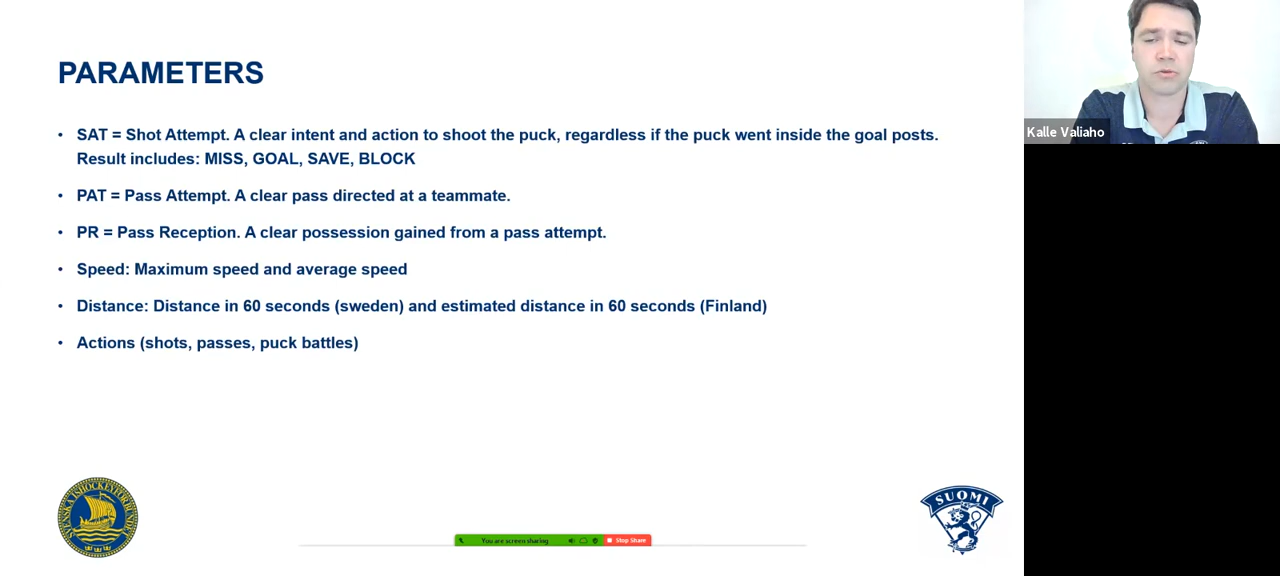 PARAMETERS
• SAT = Shot Attempt. A clear intent and action to shoot the puck, regardless if the puck went inside the goal posts.
Result includes: MISS, GOAL, SAVE, BLOCK
• PAT = Pass Attempt. A clear pass directed at a teammate.
• PR = Pass Reception. A clear possession gained from a pass attempt.
• Speed: Maximum speed and average speed
• Distance: Distance in 60 seconds (sweden) and estimated distance in 60 seconds (Finland)
• Actions (shots, passes, puck battles)
Kalle Valiaho
SVENSKA ISHOCKEYFÖRBUNDET
SUOMI
You are screen sharing
Stop Share